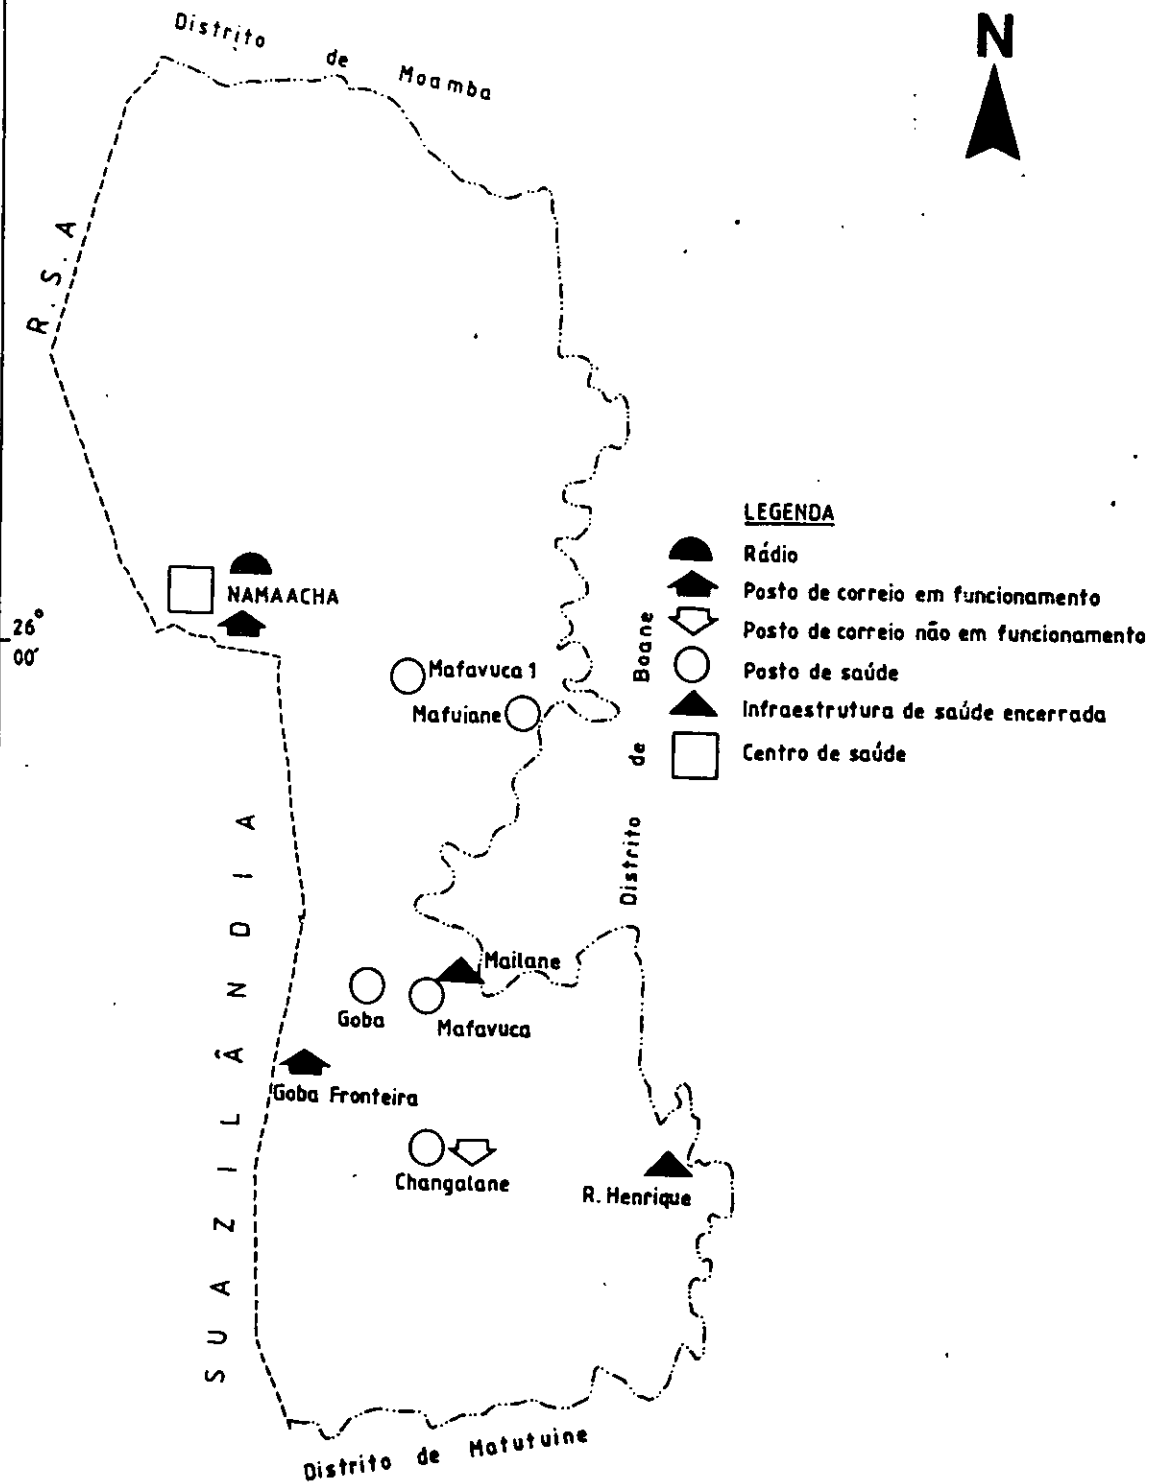 Distrito de Moamba
N
R.S.A
LEGENDA
Rádio
Posto de correio em funcionamento
Posto de correio não em funcionamento
Posto de saúde
Infraestrutura de saúde encerrada
Centro de saúde
NAMAACHA
26°
00'
Mafavuca 1
Mafuiane
Distrito de Boane
SUAZILÂNDIA
Mailane
Goba
Mafavuca
Goba Fronteira
Changalane
R. Henrique
Distrito de Matutuine